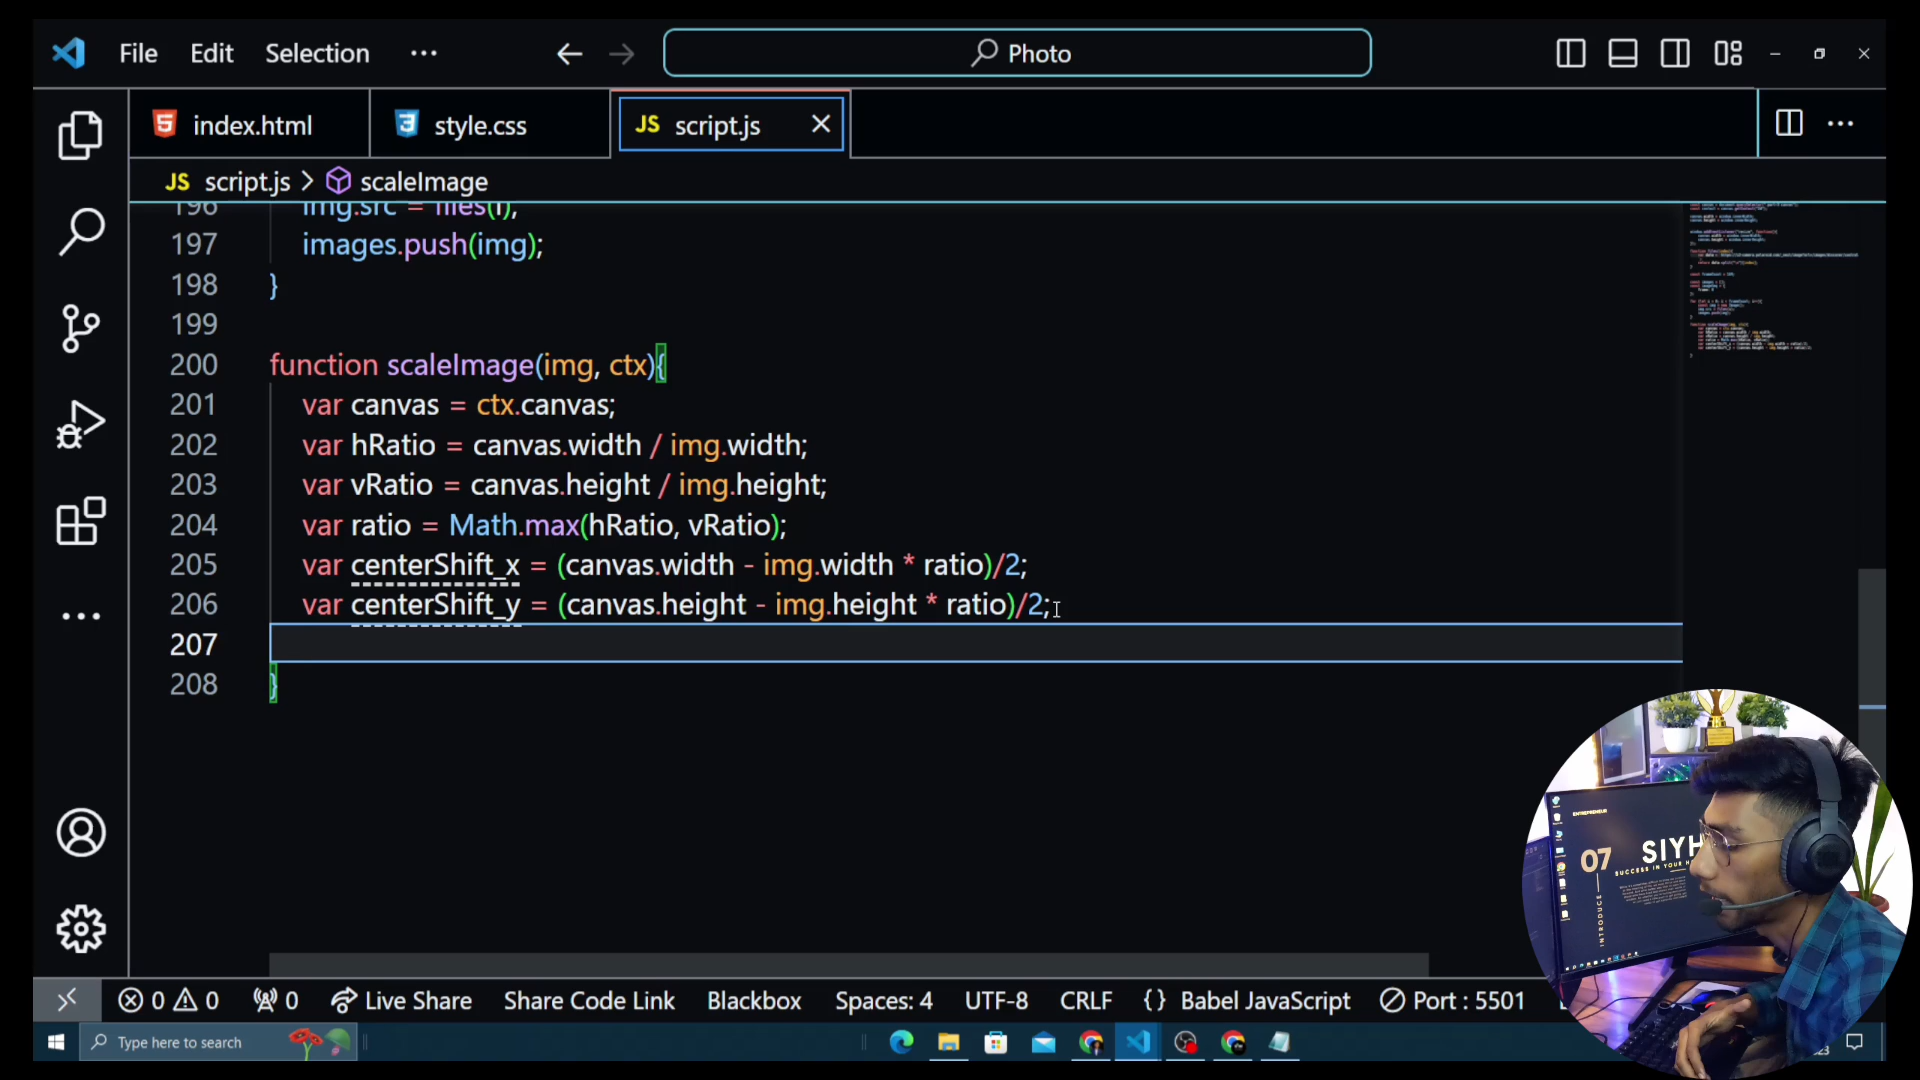 File Edit Selection ··· Photo
index.html style.css JS script.js
JS script.js > scaleImage
196 img.src = files(i);
197 images.push(img);
198 }
199
200 function scaleImage(img, ctx){
201 var canvas = ctx.canvas;
202 var hRatio = canvas.width / img.width;
203 var vRatio = canvas.height / img.height;
204 var ratio = Math.max(hRatio, vRatio);
205 var centerShift_x = (canvas.width - img.width * ratio)/2;
206 var centerShift_y = (canvas.height - img.height * ratio)/2;
207
208 }
07 SIYH
INTRODUCE
0 0 0 Live Share Share Code Link Blackbox Spaces: 4 UTF-8 CRLF {} Babel JavaScript Port : 5501
Type here to search